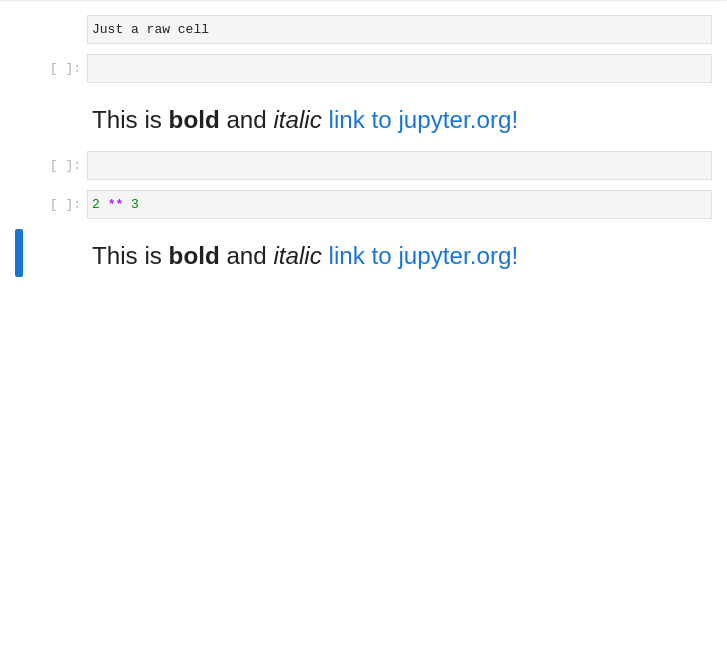 Just a raw cell
[ ]:
This is bold and italic link to jupyter.org!
[ ]:
[ ]: 2 ** 3
This is bold and italic link to jupyter.org!